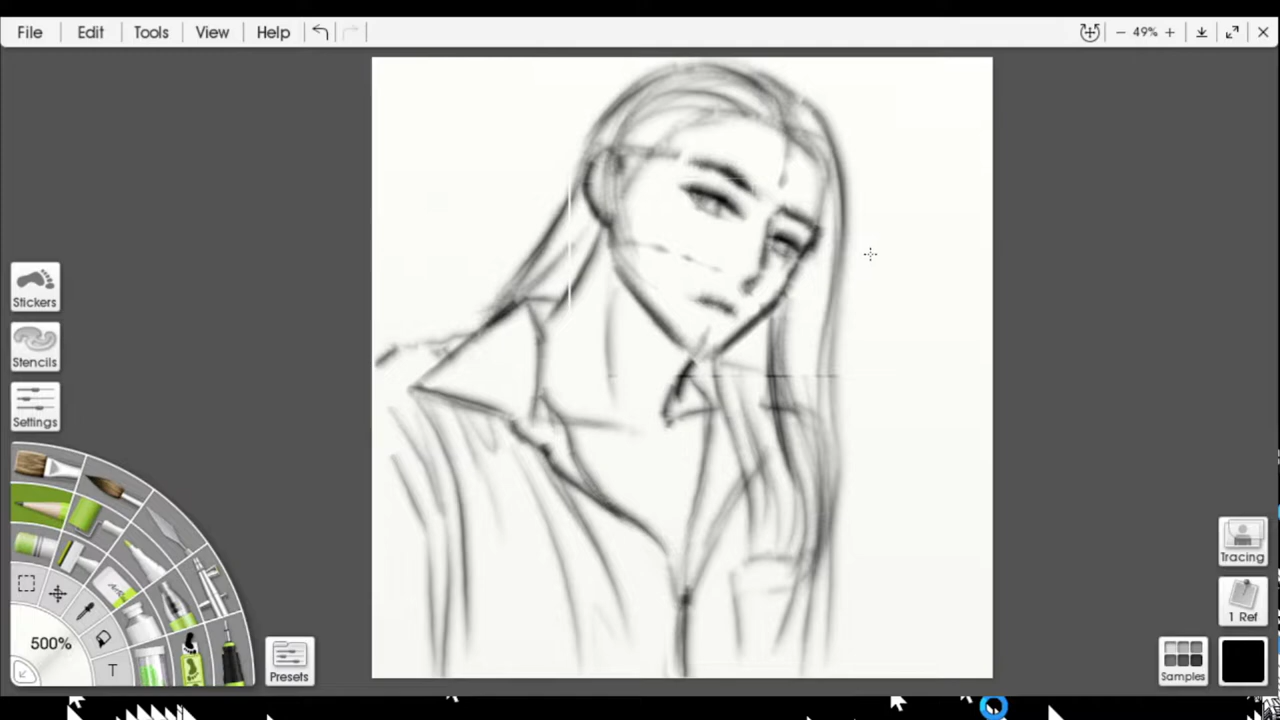 File Edit Tools View Help 49%
Stickers
Stencils
Settings
500%
T
Presets
Tracing
1 Ref
Samples